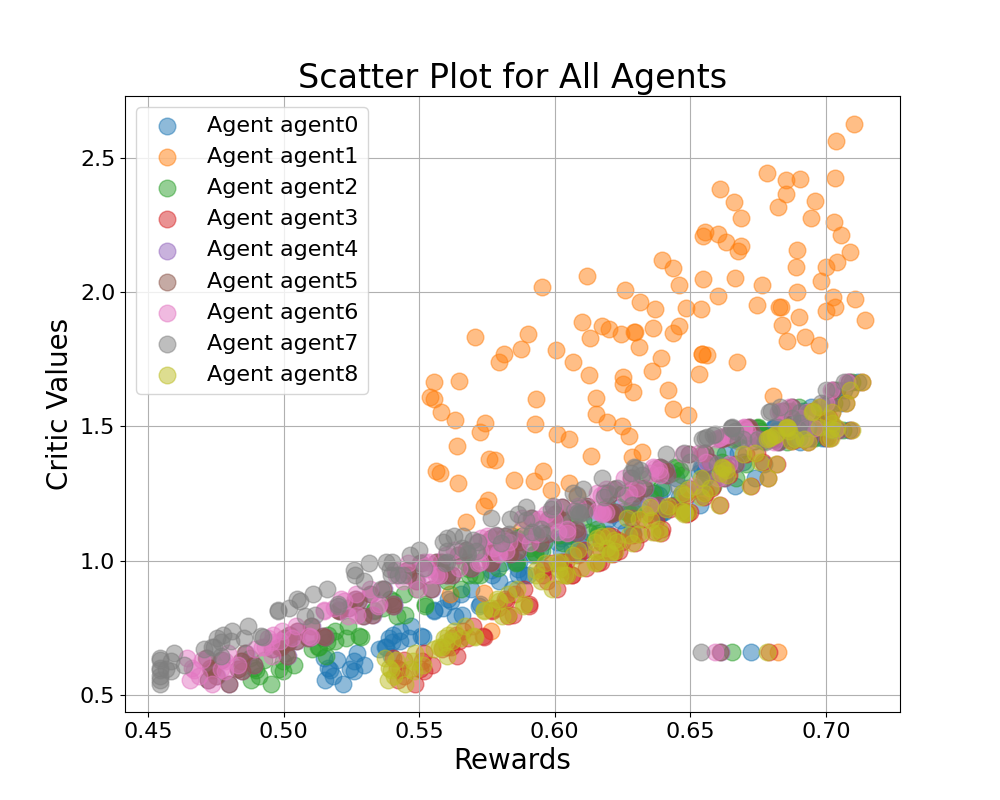 Scatter Plot for All Agents
Agent agent0
Agent agent1
Agent agent2
Agent agent3
Agent agent4
Agent agent5
Agent agent6
Agent agent7
Agent agent8
Critic Values
2.5
2.0
1.5
1.0
0.5
0.45 0.50 0.55 0.60 0.65 0.70
Rewards